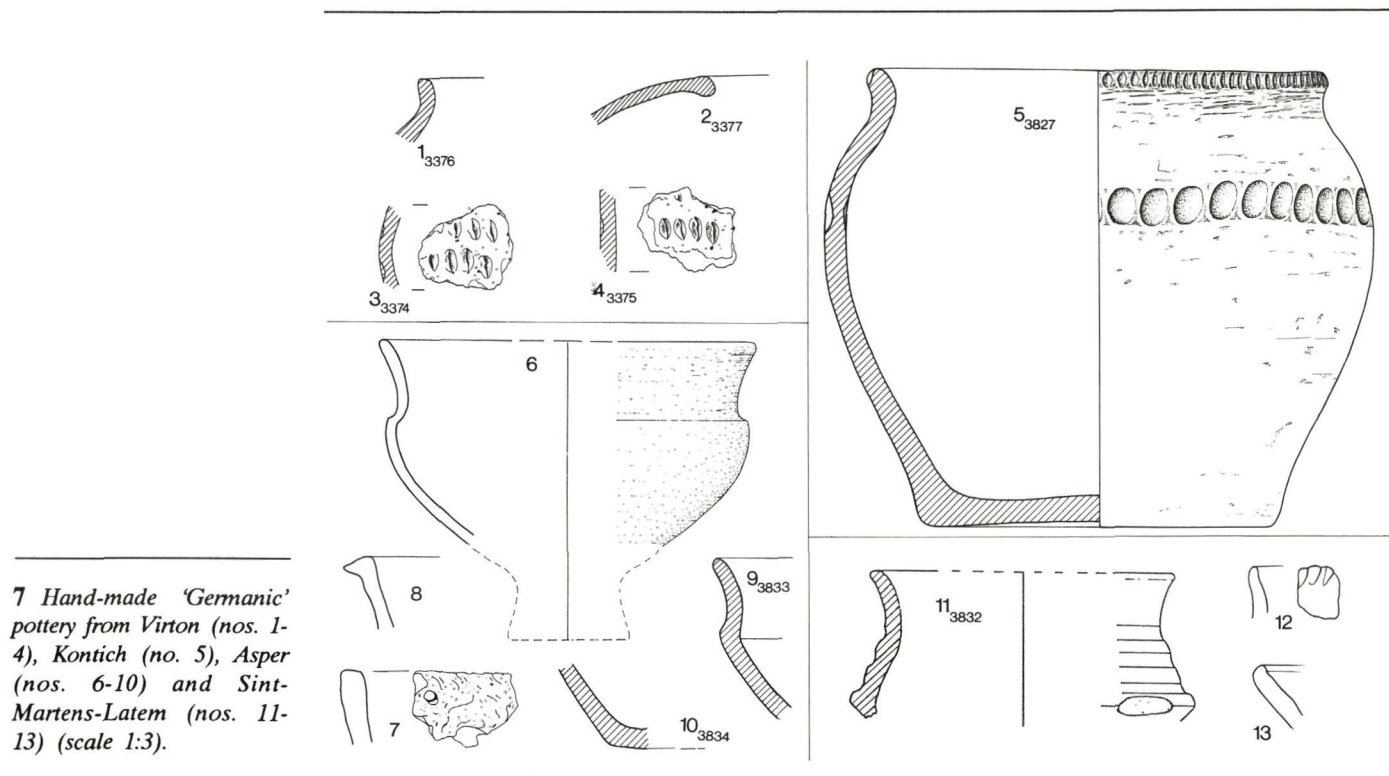 1 3376
2 3377
3 3374
4 3375
5 3827
6
7
8
9 3833
10 3834
11 3832
12
13
7 Hand-made 'Germanic'
pottery from Virton (nos. 1-
4), Kontich (no. 5), Asper
(nos. 6-10) and Sint-
Martens-Latem (nos. 11-
13) (scale 1:3).